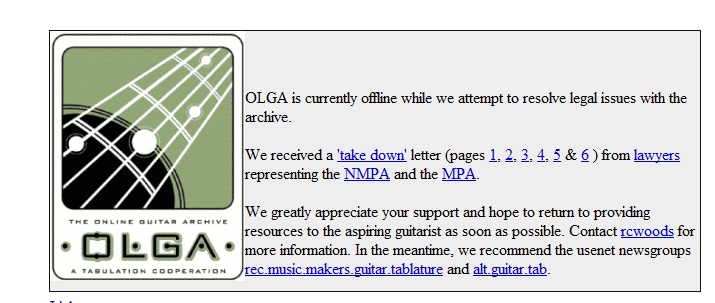 THE ONLINE GUITAR ARCHIVE
• OLGA •
A TABULATION COOPERATION
OLGA is currently offline while we attempt to resolve legal issues with the
archive.
We received a 'take down' letter (pages 1, 2, 3, 4, 5 & 6 ) from lawyers
representing the NMPA and the MPA.
We greatly appreciate your support and hope to return to providing
resources to the aspiring guitarist as soon as possible. Contact rcwoods for
more information. In the meantime, we recommend the usenet newsgroups
rec.music.makers.guitar.tablature and alt.guitar.tab.